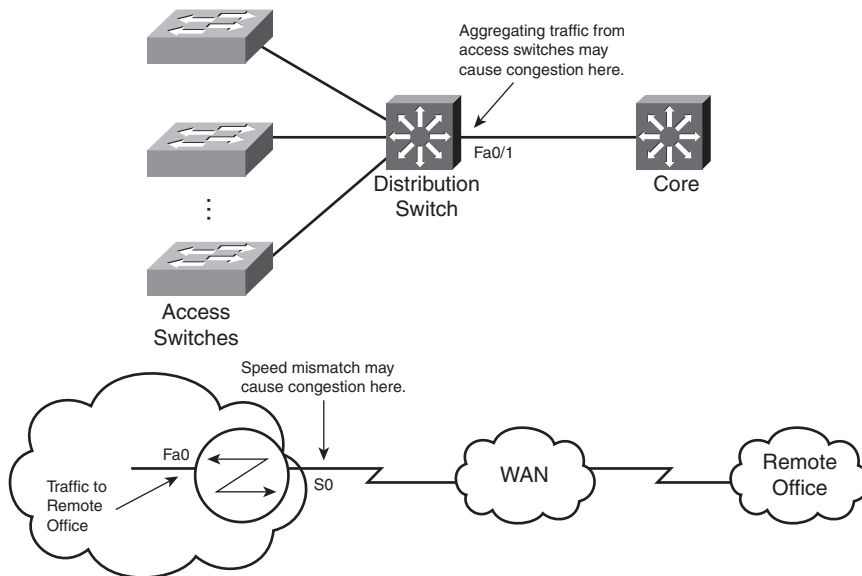 Aggregating traffic from
access switches may
cause congestion here.
Fa0/1
Distribution
Switch
Core
Access
Switches
Speed mismatch may
cause congestion here.
Fa0
S0
Traffic to
Remote
Office
WAN
Remote
Office